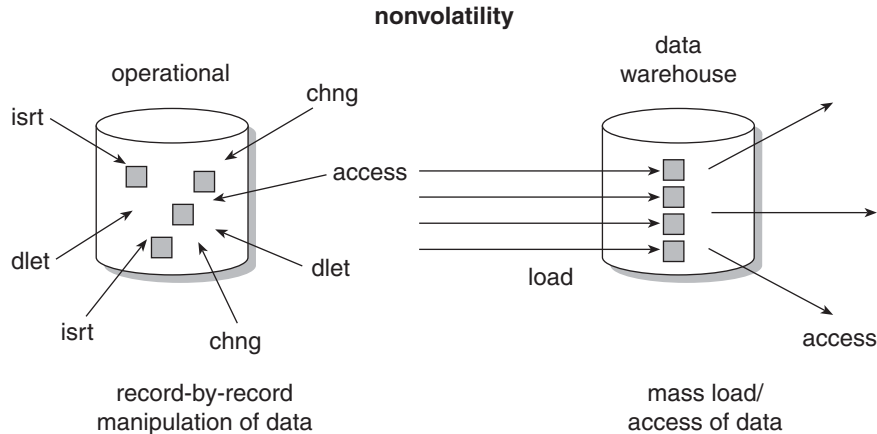 nonvolatility
operational
isrt
chng
access
dlet
dlet
isrt
chng
record-by-record
manipulation of data
data
warehouse
load
access
mass load/
access of data